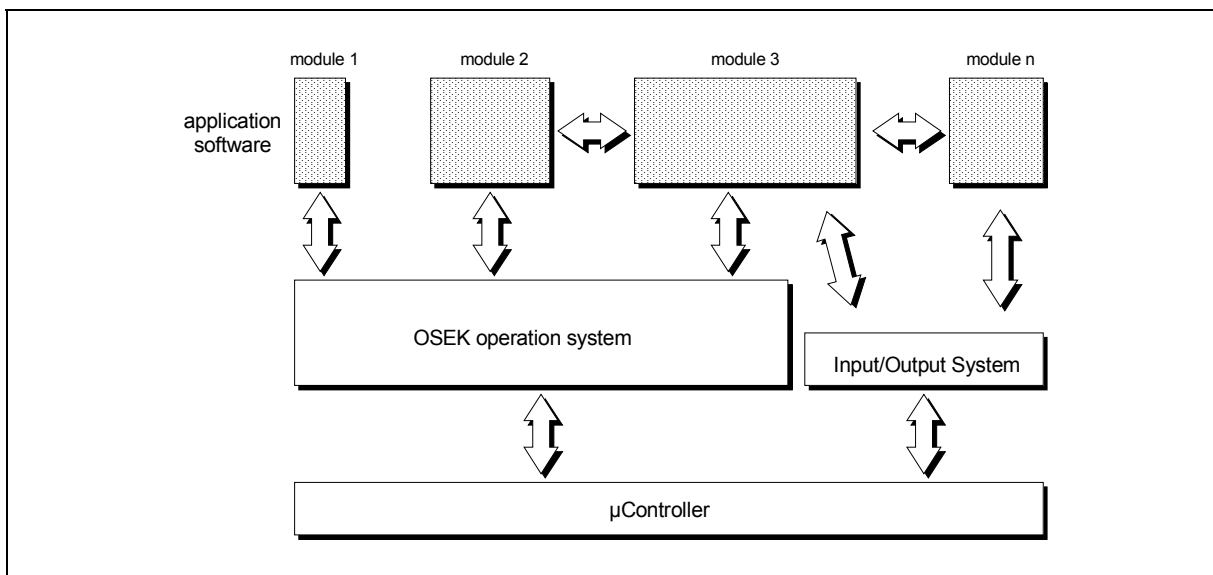 module 1
module 2
module 3
module n
application
software
OSEK operation system
Input/Output System
µController